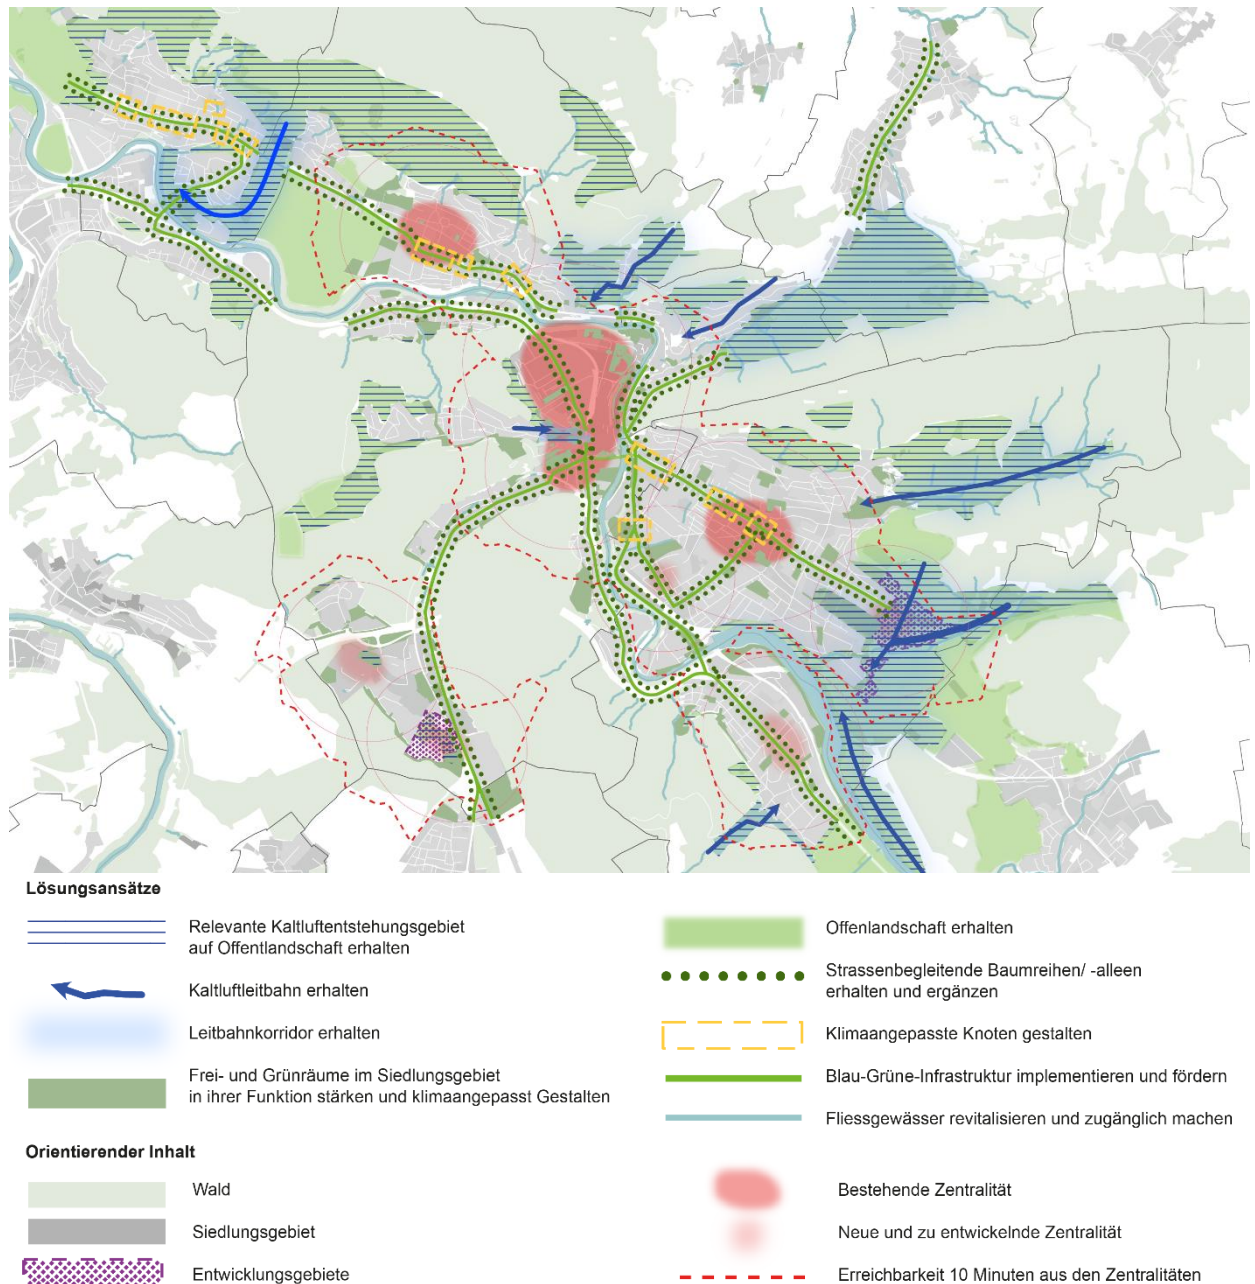 Lösungsansätze
Relevante Kaltluftentstehungsgebiet
auf Offentlandschaft erhalten
Kaltluftleitbahn erhalten
Leitbahnkorridor erhalten
Frei- und Grünräume im Siedlungsgebiet
in ihrer Funktion stärken und klimaangepasst Gestalten
Offenlandschaft erhalten
Strassenbegleitende Baumreihen/ -alleen
erhalten und ergänzen
Klimaangepasste Knoten gestalten
Blau-Grüne-Infrastruktur implementieren und fördern
Fliessgewässer revitalisieren und zugänglich machen
Orientierender Inhalt
Wald
Siedlungsgebiet
Entwicklungsgebiete
Bestehende Zentralität
Neue und zu entwickelnde Zentralität
Erreichbarkeit 10 Minuten aus den Zentralitäten